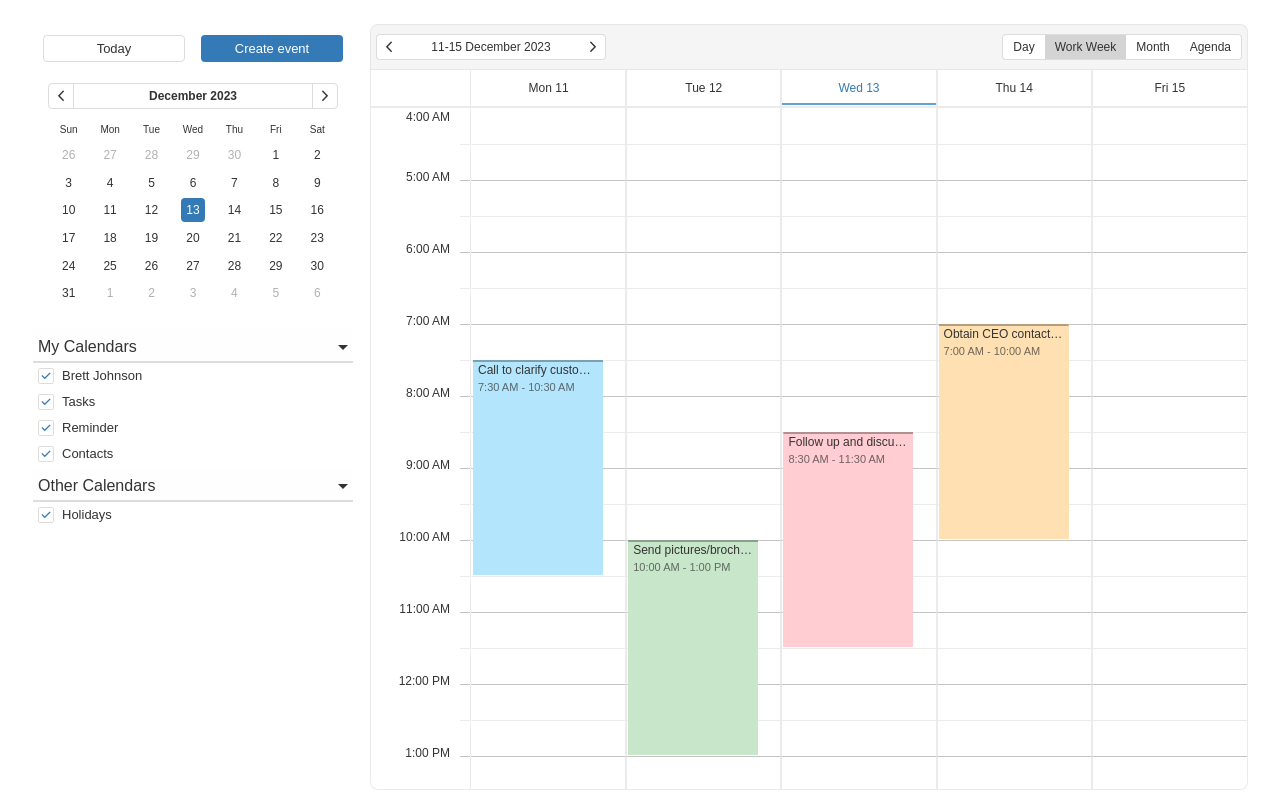 Today
Create event
December 2023
Sun Mon Tue Wed Thu Fri Sat
26 27 28 29 30 1 2
3 4 5 6 7 8 9
10 11 12 13 14 15 16
17 18 19 20 21 22 23
24 25 26 27 28 29 30
31 1 2 3 4 5 6
My Calendars
Brett Johnson
Tasks
Reminder
Contacts
Other Calendars
Holidays
11-15 December 2023
Day Work Week Month Agenda
Mon 11 Tue 12 Wed 13 Thu 14 Fri 15
4:00 AM
5:00 AM
6:00 AM
7:00 AM
8:00 AM
9:00 AM
10:00 AM
11:00 AM
12:00 PM
1:00 PM
Call to clarify custo…
7:30 AM - 10:30 AM
Send pictures/broch…
10:00 AM - 1:00 PM
Follow up and discu…
8:30 AM - 11:30 AM
Obtain CEO contact…
7:00 AM - 10:00 AM